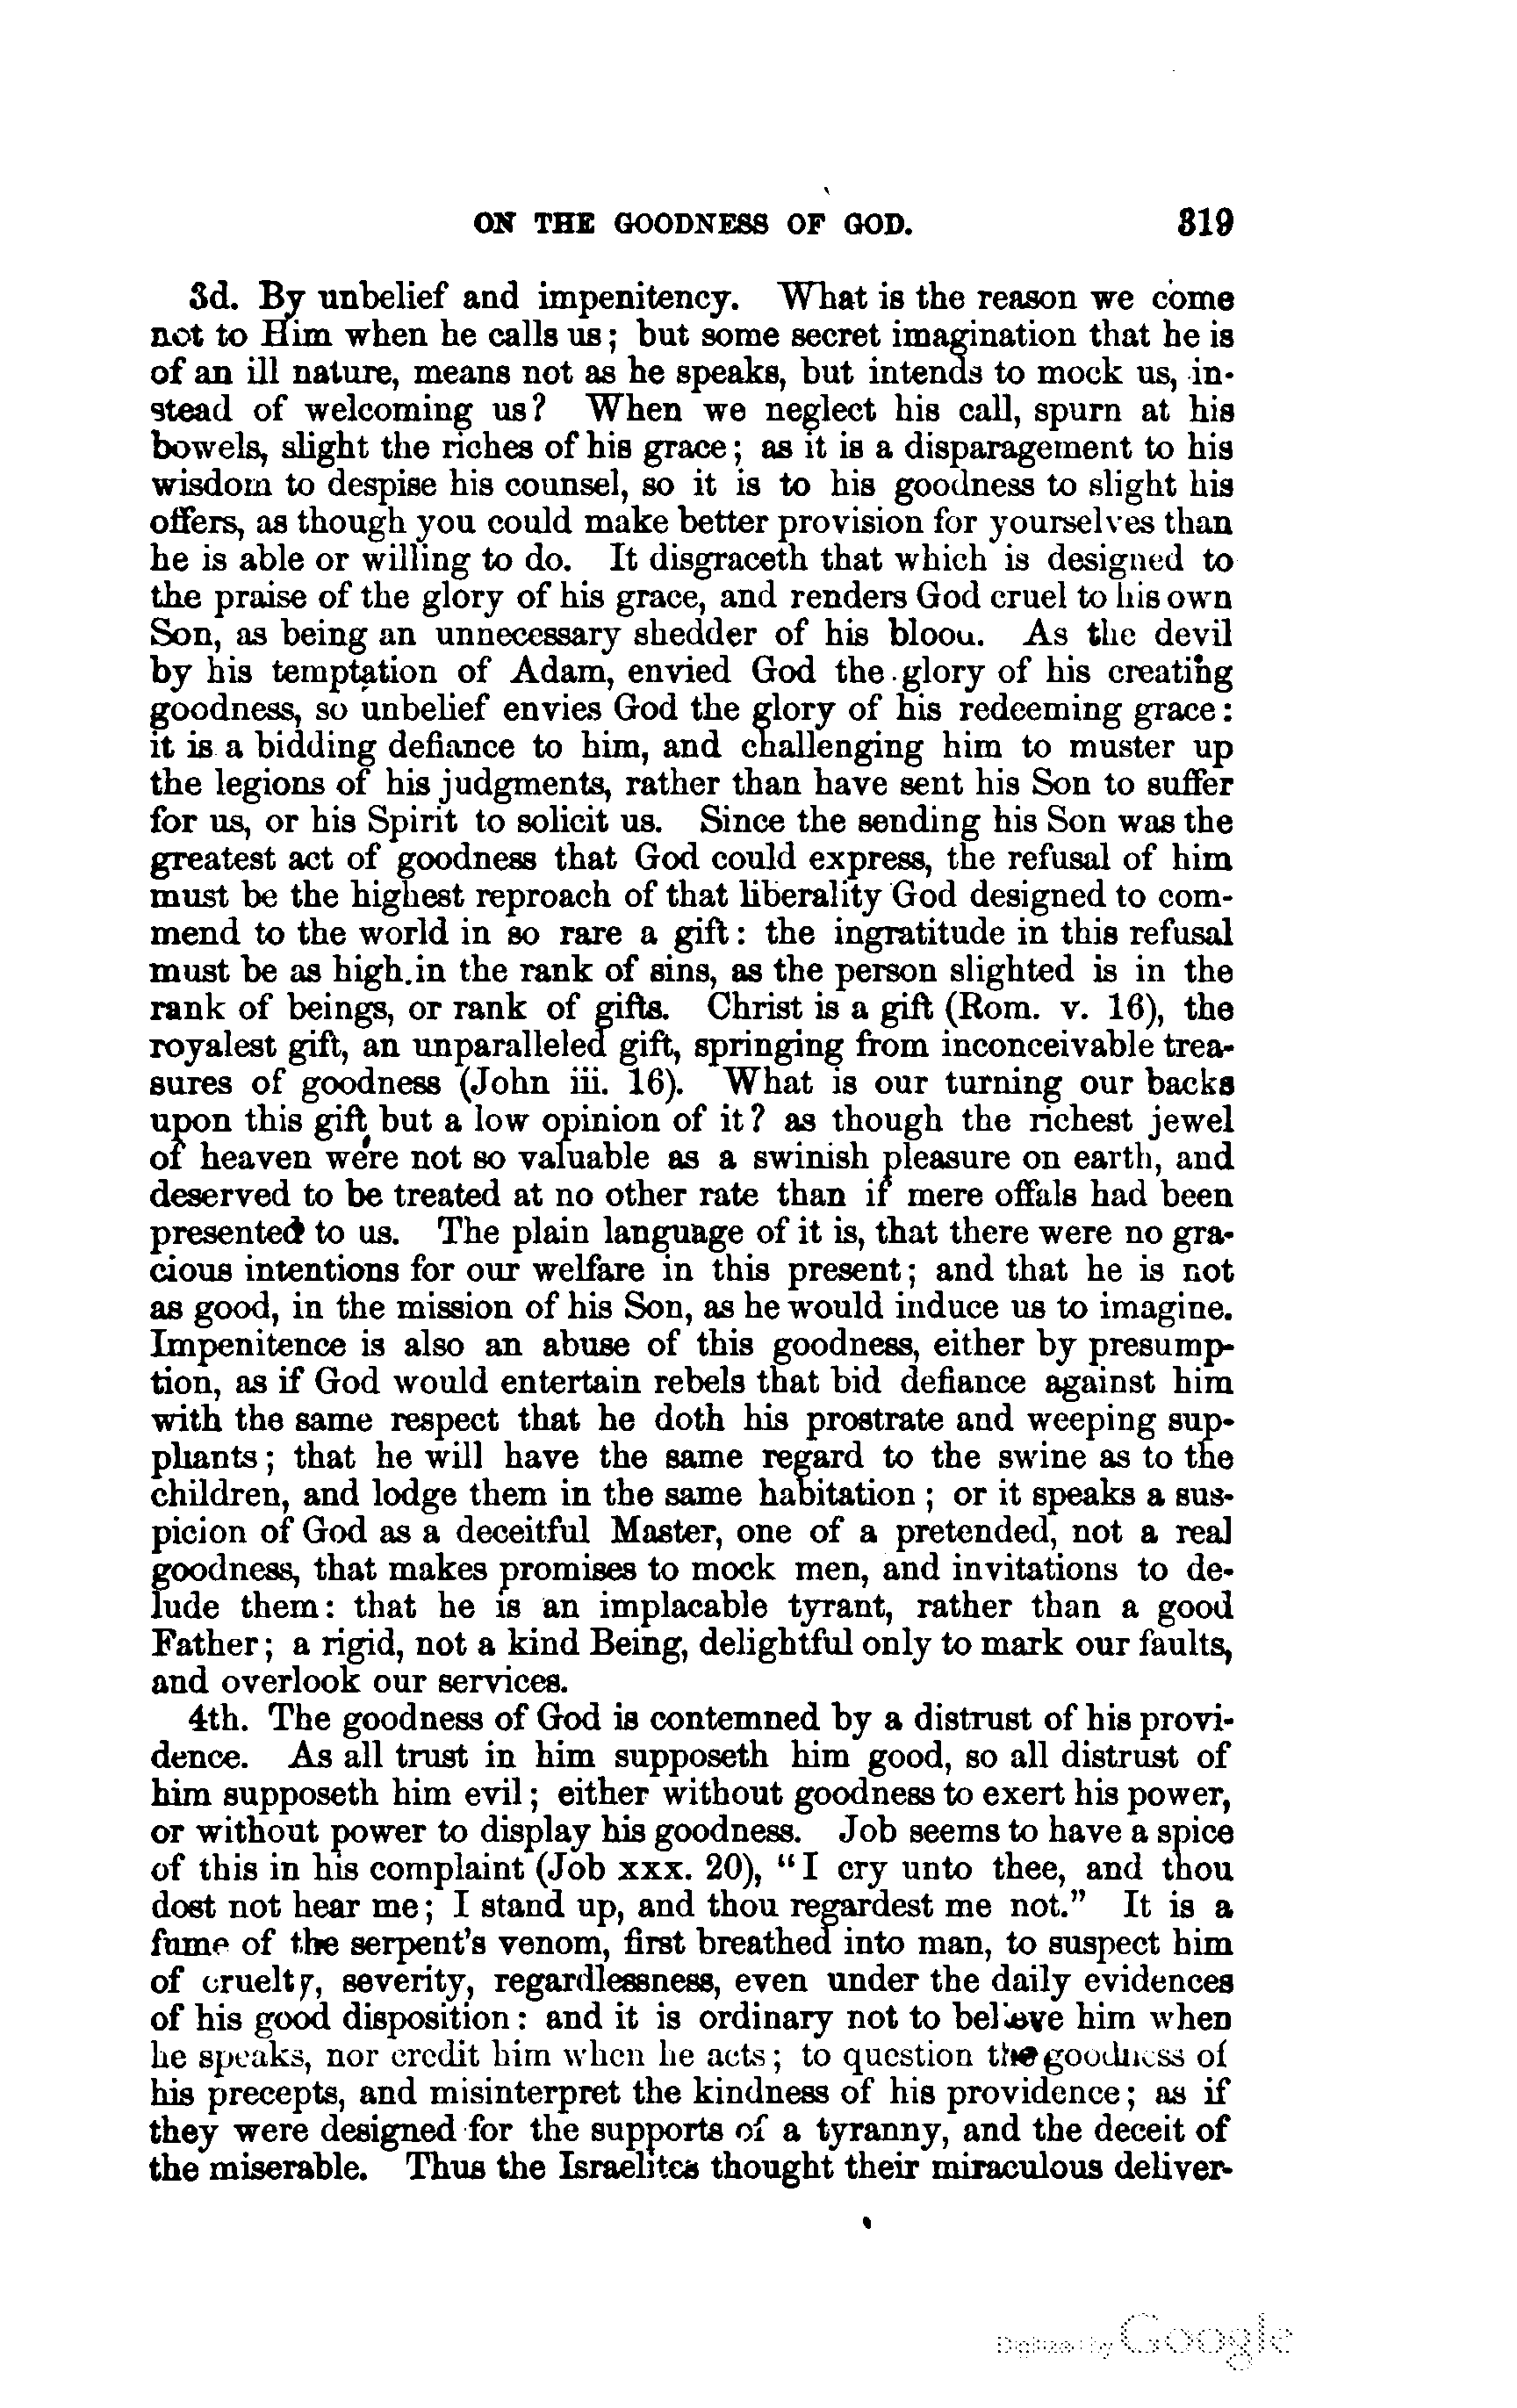 ON THE GOODNESS OF GOD. 319
3d. By unbelief and impenitency. What is the reason we come
not to Him when he calls us; but some secret imagination that he is
of an ill nature, means not as he speaks, but intends to mock us, in-
stead of welcoming us? When we neglect his call, spurn at his
bowels, slight the riches of his grace; as it is a disparagement to his
wisdom to despise his counsel, so it is to his goodness to slight his
offers, as though you could make better provision for yourselves than
he is able or willing to do. It disgraceth that which is designed to
the praise of the glory of his grace, and renders God cruel to his own
Son, as being an unnecessary shedder of his blood. As the devil
by his temptation of Adam, envied God the glory of his creating
goodness, so unbelief envies God the glory of his redeeming grace:
it is a bidding defiance to him, and challenging him to muster up
the legions of his judgments, rather than have sent his Son to suffer
for us, or his Spirit to solicit us. Since the sending his Son was the
greatest act of goodness that God could express, the refusal of him
must be the highest reproach of that liberality God designed to com-
mend to the world in so rare a gift: the ingratitude in this refusal
must be as high in the rank of sins, as the person slighted is in the
rank of beings, or rank of gifts. Christ is a gift (Rom. v. 16), the
royalest gift, an unparalleled gift, springing from inconceivable trea-
sures of goodness (John iii. 16). What is our turning our backs
upon this gift but a low opinion of it? as though the richest jewel
of heaven were not so valuable as a swinish pleasure on earth, and
deserved to be treated at no other rate than if mere offals had been
presented to us. The plain language of it is, that there were no gra-
cious intentions for our welfare in this present; and that he is not
as good, in the mission of his Son, as he would induce us to imagine.
Impenitence is also an abuse of this goodness, either by presump-
tion, as if God would entertain rebels that bid defiance against him
with the same respect that he doth his prostrate and weeping sup-
pliants; that he will have the same regard to the swine as to the
children, and lodge them in the same habitation; or it speaks a sus-
picion of God as a deceitful Master, one of a pretended, not a real
goodness, that makes promises to mock men, and invitations to de-
lude them: that he is an implacable tyrant, rather than a good
Father; a rigid, not a kind Being, delightful only to mark our faults,
and overlook our services.
4th. The goodness of God is contemned by a distrust of his provi-
dence. As all trust in him supposeth him good, so all distrust of
him supposeth him evil; either without goodness to exert his power,
or without power to display his goodness. Job seems to have a spice
of this in his complaint (Job xxx. 20), "I cry unto thee, and thou
dost not hear me; I stand up, and thou regardest me not." It is a
fume of the serpent's venom, first breathed into man, to suspect him
of cruelty, severity, regardlessness, even under the daily evidences
of his good disposition: and it is ordinary not to believe him when
he speaks, nor credit him when he acts; to question the goodness of
his precepts, and misinterpret the kindness of his providence; as if
they were designed for the supports of a tyranny, and the deceit of
the miserable. Thus the Israelites thought their miraculous deliver-
Digitized by Google